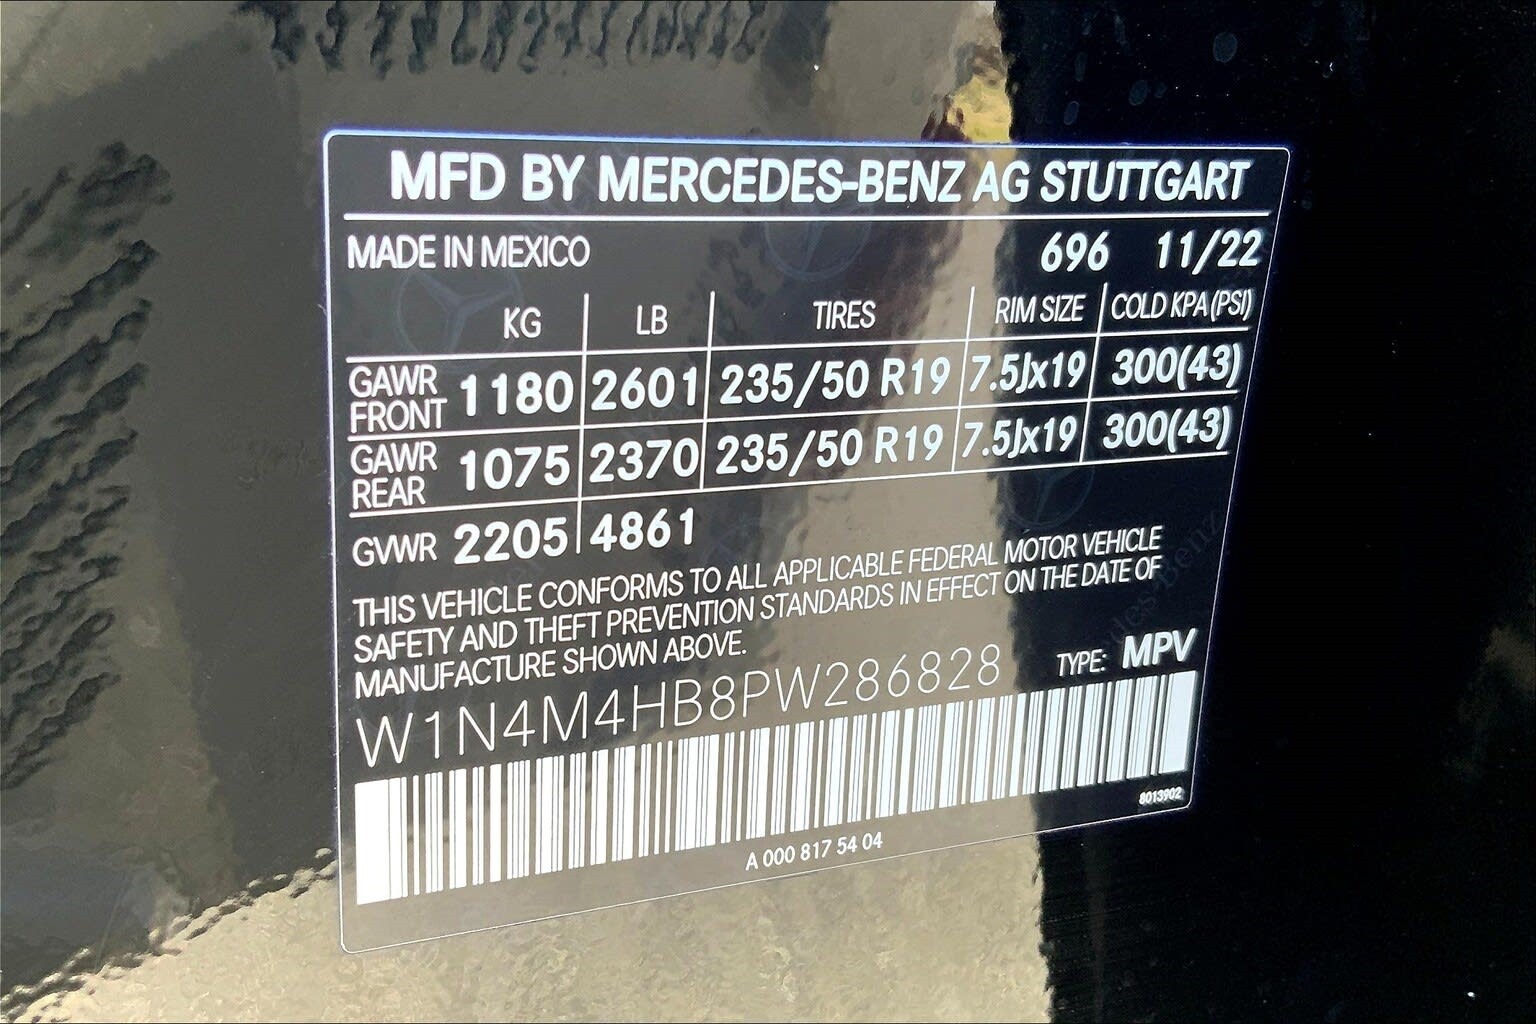 MFD BY MERCEDES-BENZ AG STUTTGART
MADE IN MEXICO 696 11/22
KG LB TIRES RIM SIZE COLD KPA (PSI)
GAWR FRONT 1180 2601 235/50 R19 7.5Jx19 300(43)
GAWR REAR 1075 2370 235/50 R19 7.5Jx19 300(43)
GVWR 2205 4861
THIS VEHICLE CONFORMS TO ALL APPLICABLE FEDERAL MOTOR VEHICLE
SAFETY AND THEFT PREVENTION STANDARDS IN EFFECT ON THE DATE OF
MANUFACTURE SHOWN ABOVE.
W1N4M4HB8PW286828 TYPE: MPV
8013902
A 000 817 54 04